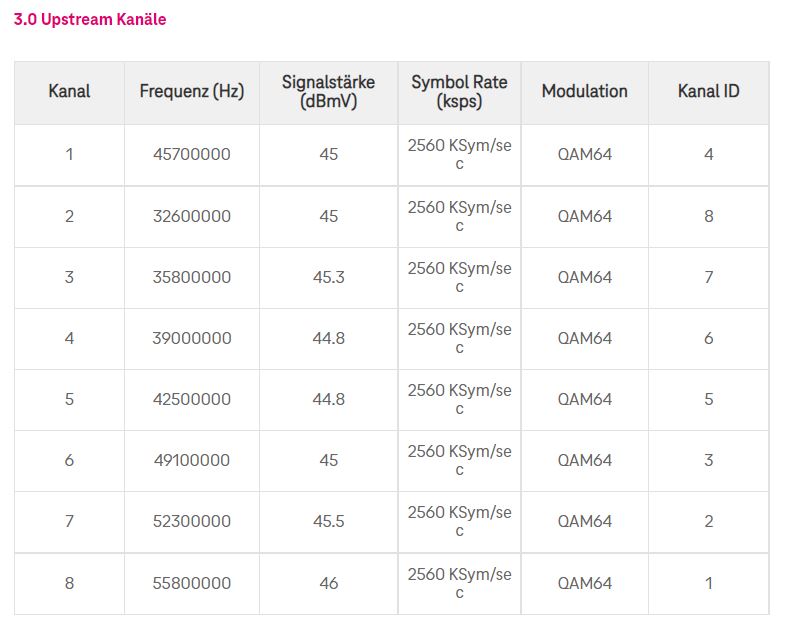 3.0 Upstream Kanäle
Kanal Frequenz (Hz) Signalstärke (dBmV) Symbol Rate (ksps) Modulation Kanal ID
1 45700000 45 2560 KSym/sec QAM64 4
2 32600000 45 2560 KSym/sec QAM64 8
3 35800000 45.3 2560 KSym/sec QAM64 7
4 39000000 44.8 2560 KSym/sec QAM64 6
5 42500000 44.8 2560 KSym/sec QAM64 5
6 49100000 45 2560 KSym/sec QAM64 3
7 52300000 45.5 2560 KSym/sec QAM64 2
8 55800000 46 2560 KSym/sec QAM64 1